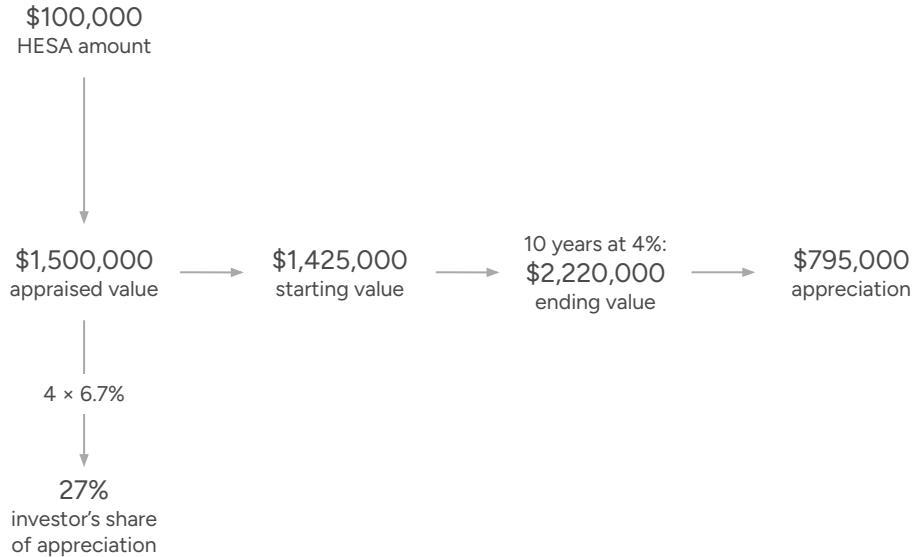 $100,000
HESA amount
$1,500,000
appraised value
$1,425,000
starting value
10 years at 4%:
$2,220,000
ending value
$795,000
appreciation
4 × 6.7%
27%
investor’s share
of appreciation